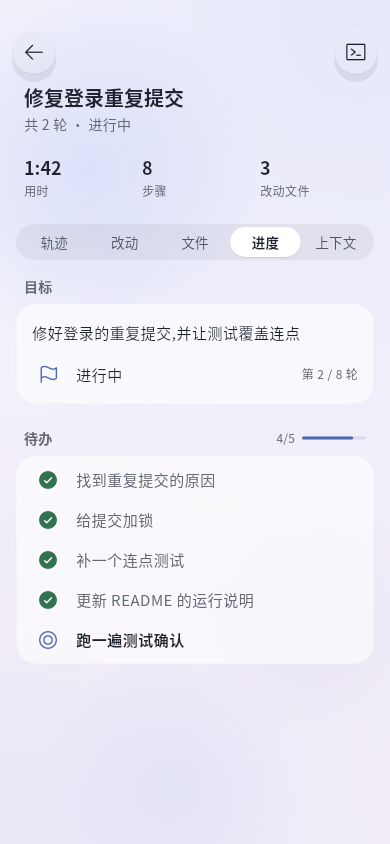 修复登录重复提交
共 2 轮 · 进行中
1:42 8 3
用时 步骤 改动文件
轨迹 改动 文件 进度 上下文
目标
修好登录的重复提交,并让测试覆盖连点
进行中 第 2 / 8 轮
待办 4/5
找到重复提交的原因
给提交加锁
补一个连点测试
更新 README 的运行说明
跑一遍测试确认